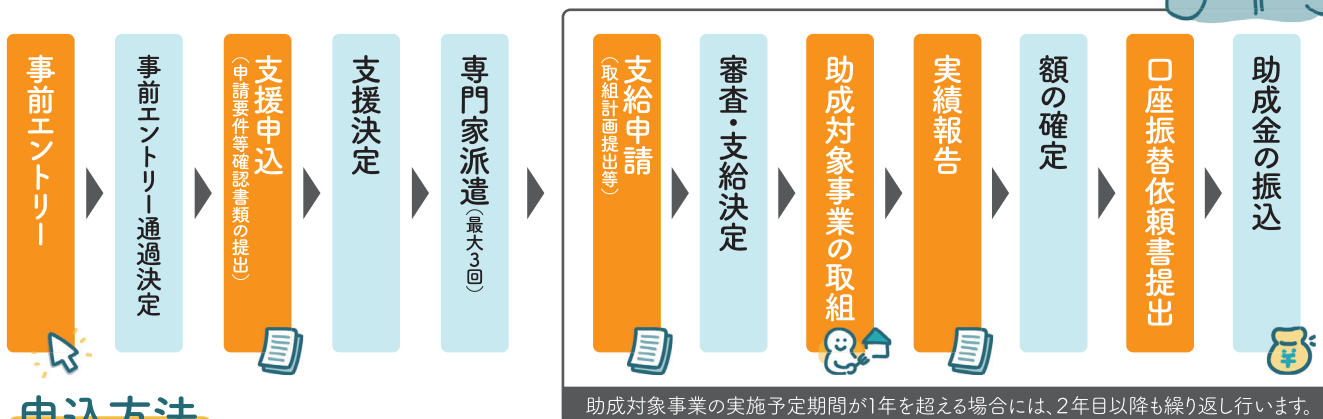 事前エントリー
事前エントリー通過決定
支援申込
（申請要件等確認書類の提出）
支援決定
専門家派遣（最大3回）
支給申請
（取組計画提出等）
審査・支給決定
助成対象事業の取組
実績報告
額の確定
口座振替依頼書提出
助成金の振込
¥
助成対象事業の実施予定期間が1年を超える場合には、2年目以降も繰り返し行います。
申込方法